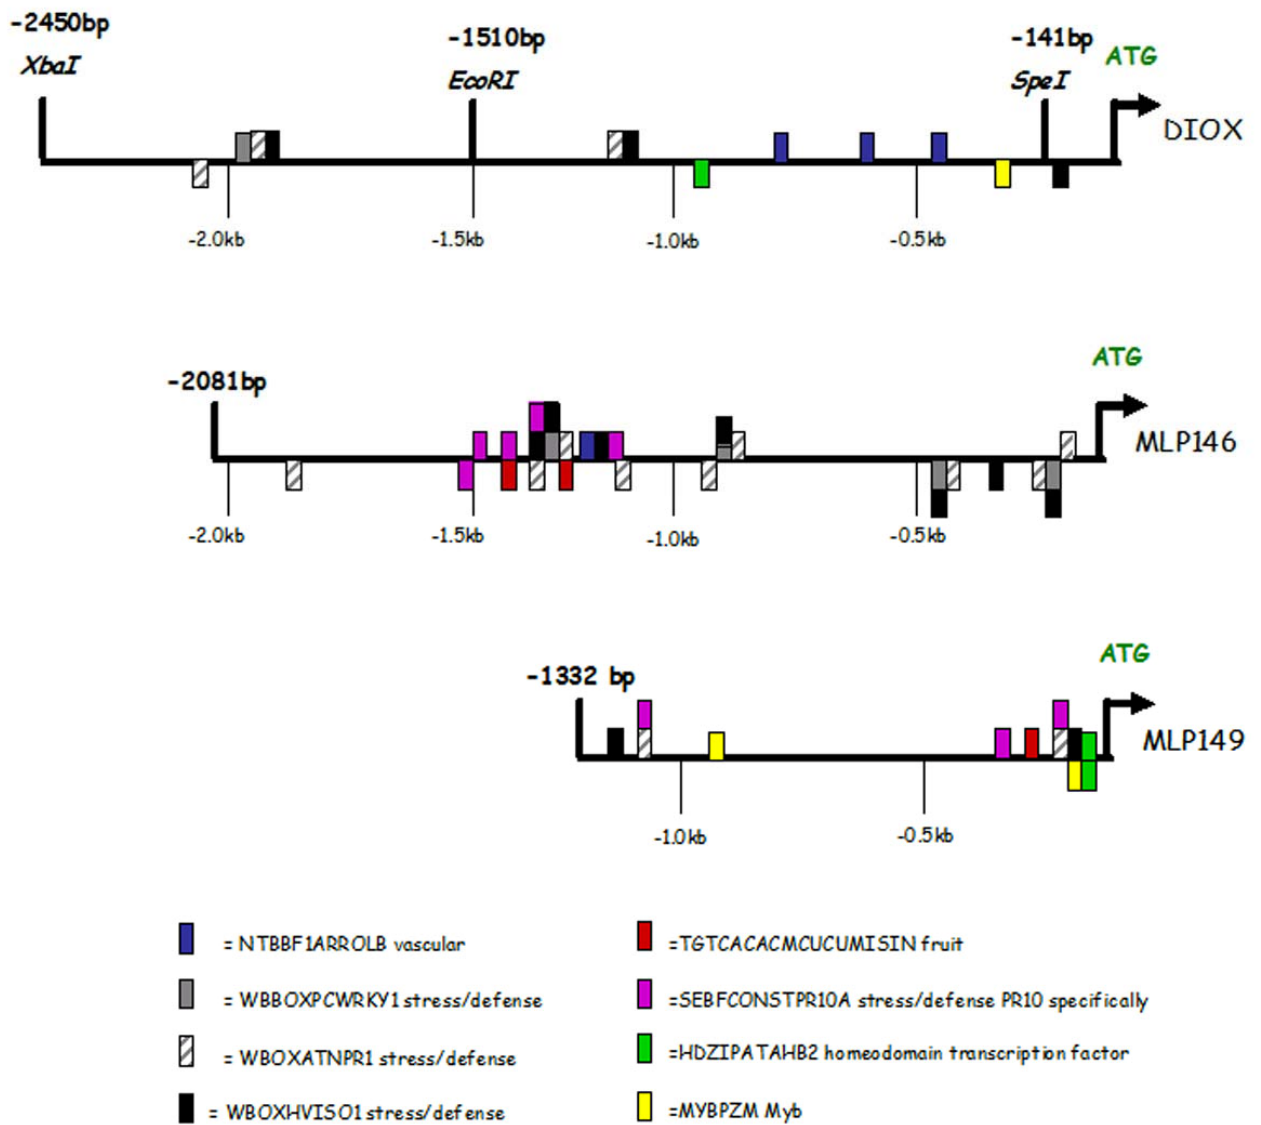 -2450bp
XbaI
-1510bp
EcoRI
-141bp
SpeI
ATG
DIOX
-2.0kb
-1.5kb
-1.0kb
-0.5kb
-2081bp
ATG
MLP146
-2.0kb
-1.5kb
-1.0kb
-0.5kb
-1332 bp
ATG
MLP149
-1.0kb
-0.5kb
= NTBBF1ARROLB vascular
=TGTCACACMCUCUMISIN fruit
= WBBOXPCWRKY1 stress/defense
=SEBFCONSTPR10A stress/defense PR10 specifically
= WBOXATNPR1 stress/defense
=HDZIPATAHB2 homeodomain transcription factor
= WBOXHVISO1 stress/defense
=MYBPZM Myb